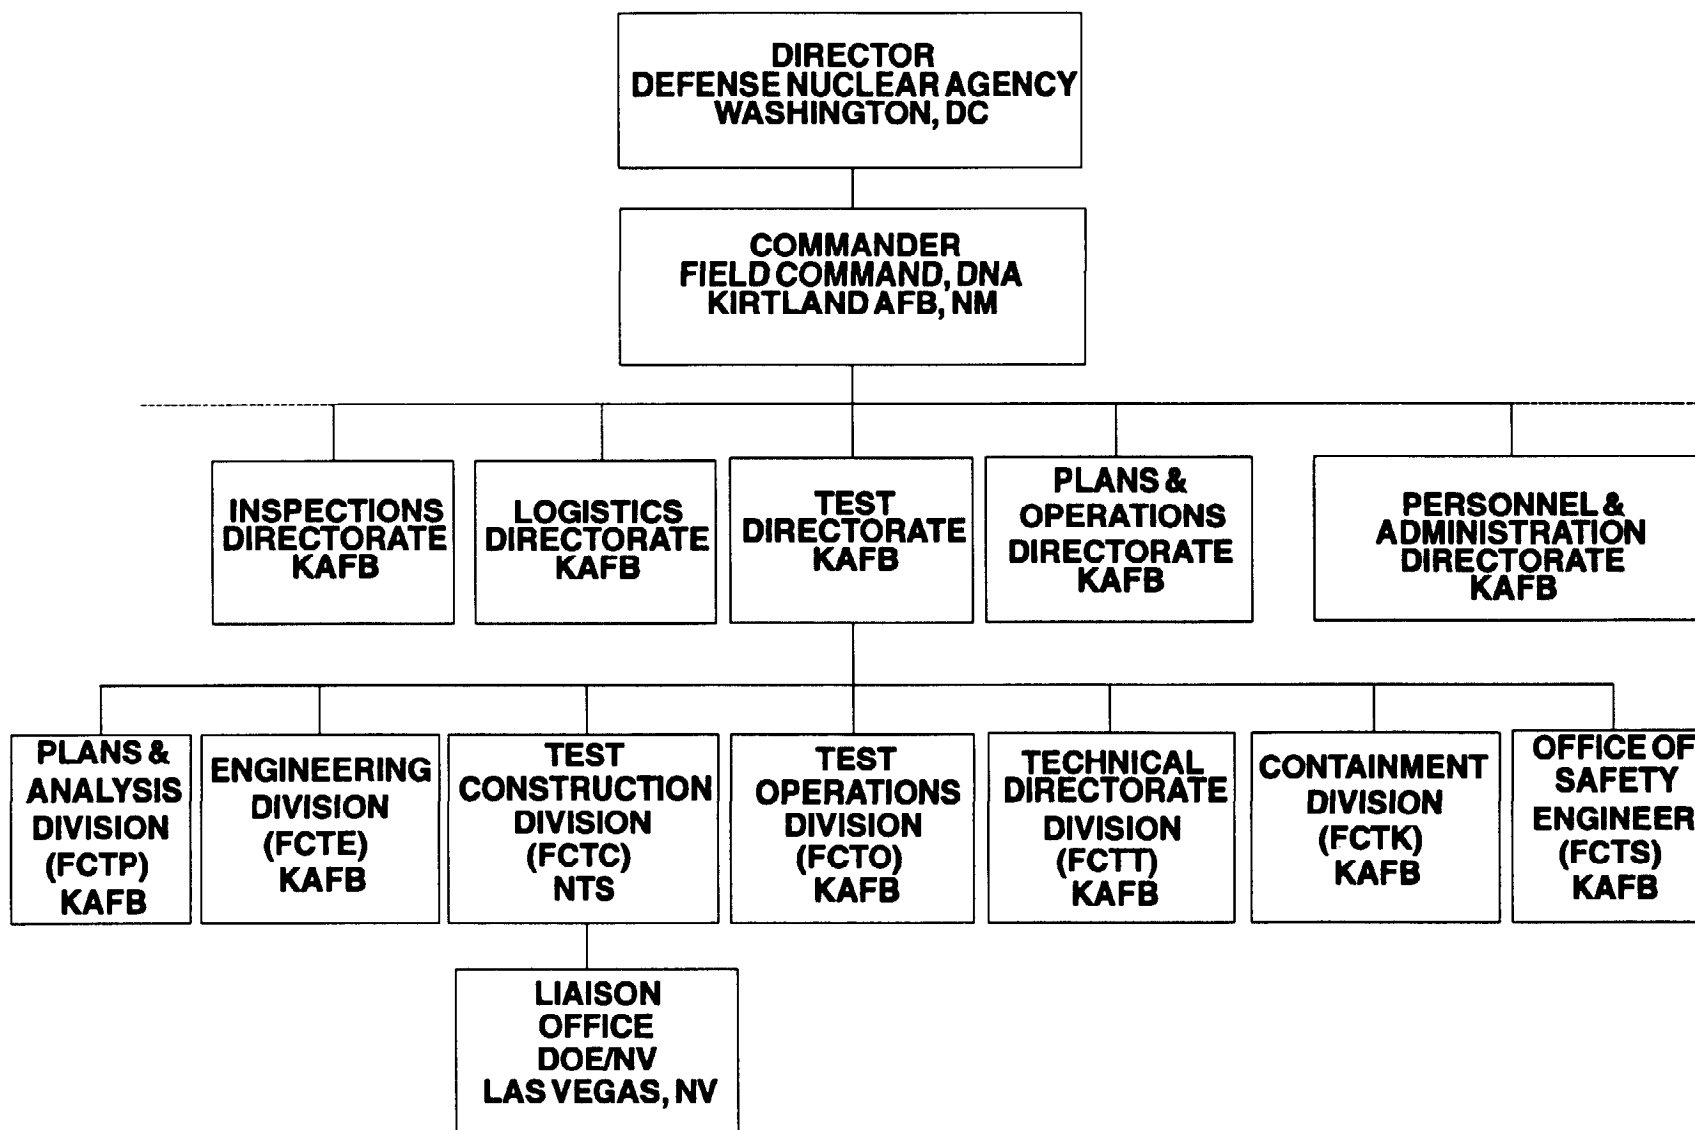 DIRECTOR
DEFENSE NUCLEAR AGENCY
WASHINGTON, DC
COMMANDER
FIELD COMMAND, DNA
KIRTLAND AFB, NM
INSPECTIONS
DIRECTORATE
KAFB
LOGISTICS
DIRECTORATE
KAFB
TEST
DIRECTORATE
KAFB
PLANS &
OPERATIONS
DIRECTORATE
KAFB
PERSONNEL &
ADMINISTRATION
DIRECTORATE
KAFB
PLANS &
ANALYSIS
DIVISION
(FCTP)
KAFB
ENGINEERING
DIVISION
(FCTE)
KAFB
TEST
CONSTRUCTION
DIVISION
(FCTC)
NTS
TEST
OPERATIONS
DIVISION
(FCTO)
KAFB
TECHNICAL
DIRECTORATE
DIVISION
(FCTT)
KAFB
CONTAINMENT
DIVISION
(FCTK)
KAFB
OFFICE OF
SAFETY
ENGINEER
(FCTS)
KAFB
LIAISON
OFFICE
DOE/NV
LAS VEGAS, NV